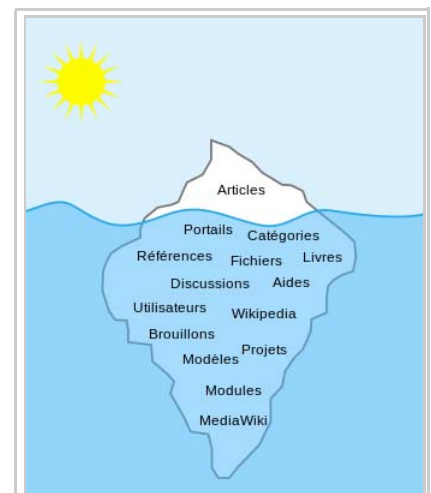 Articles
Portails
Catégories
Références
Fichiers
Livres
Discussions
Aides
Utilisateurs
Wikipedia
Brouillons
Modèles
Projets
Modules
MediaWiki